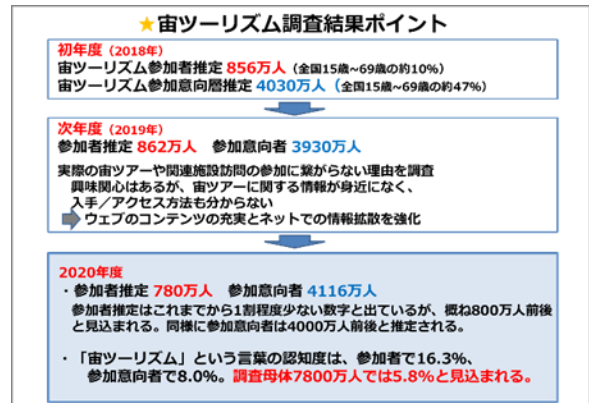 ★宙ツーリズム調査結果ポイント
初年度(2018年)
宙ツーリズム参加者推定 856万人(全国15歳~69歳の約10%)
宙ツーリズム参加意向層推定 4030万人(全国15歳~69歳の約47%)
次年度(2019年)
参加者推定 862万人 参加意向者 3930万人
実際の宙ツアーや関連施設訪問の参加に繋がらない理由を調査
興味関心はあるが、宙ツアーに関する情報が身近になく、
入手/アクセス方法も分からない
ウェブのコンテンツの充実とネットでの情報拡散を強化
2020年度
・参加者推定 780万人 参加意向者 4116万人
参加者推定はこれまでから1割程度少ない数字と出ているが、概ね800万人前後
と見込まれる。同様に参加意向者は4000万人前後と推定される。
・「宙ツーリズム」という言葉の認知度は、参加者で16.3%、
参加意向者で8.0%。調査母体7800万人では5.8%と見込まれる。